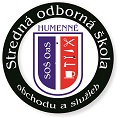 Stredná odborná škola
HUMENNÉ
SOŠ OaS
obchodu a služieb